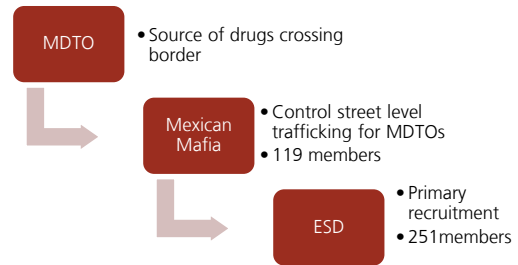 MDTO
• Source of drugs crossing
border
Mexican
Mafia
• Control street level
trafficking for MDTOs
• 119 members
ESD
• Primary
recruitment
• 251members